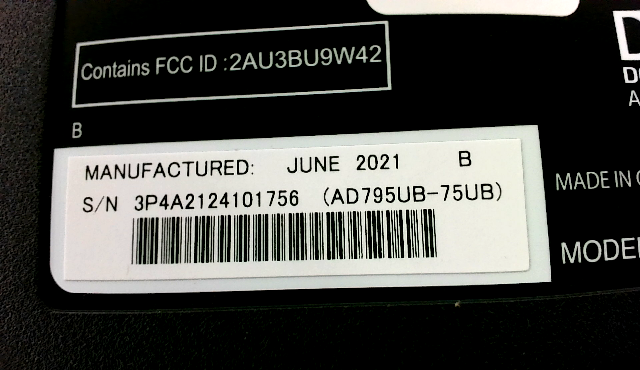 Contains FCC ID :2AU3BU9W42
B
MANUFACTURED: JUNE 2021 B
S/N 3P4A2124101756 (AD795UB-75UB)
MADE IN